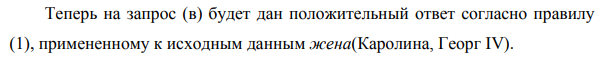 Теперь на запрос (в) будет дан положительный ответ согласно правилу
(1), примененному к исходным данным жена(Каролина, Георг IV).